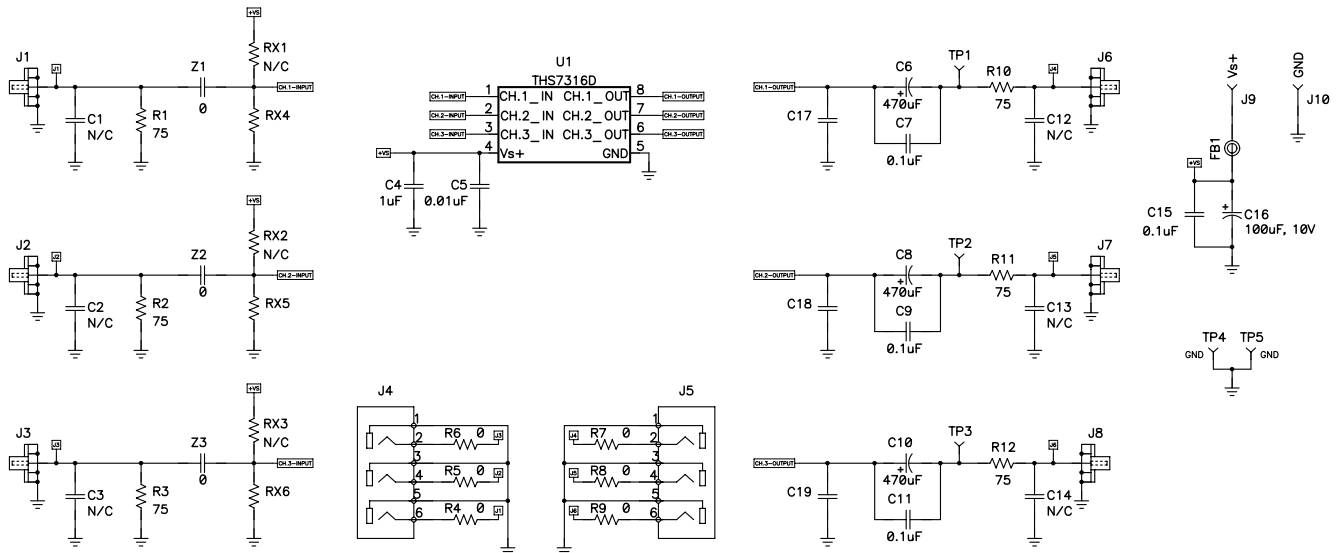 J1
J1
C1
N/C
R1
75
Z1
0
+VS
RX1
N/C
CH.1-INPUT
RX4
J2
J2
C2
N/C
R2
75
Z2
0
+VS
RX2
N/C
CH.2-INPUT
RX5
J3
J3
C3
N/C
R3
75
Z3
0
+VS
RX3
N/C
CH.3-INPUT
RX6
U1
THS7316D
CH.1-INPUT 1 CH.1_IN CH.1_OUT 8 CH.1-OUTPUT
CH.2-INPUT 2 CH.2_IN CH.2_OUT 7 CH.2-OUTPUT
CH.3-INPUT 3 CH.3_IN CH.3_OUT 6 CH.3-OUTPUT
+VS 4 Vs+ GND 5
C4
1uF
C5
0.01uF
J4
1
2 R6 0 J3
3
4 R5 0 J2
5
6 R4 0 J1
J5
1
J4 R7 0 2
3
J5 R8 0 4
5
J6 R9 0 6
CH.1-OUTPUT
C17
C6
+
470uF
C7
0.1uF
TP1
R10
75
J4
C12
N/C
J6
CH.2-OUTPUT
C18
C8
+
470uF
C9
0.1uF
TP2
R11
75
J5
C13
N/C
J7
CH.3-OUTPUT
C19
C10
+
470uF
C11
0.1uF
TP3
R12
75
J6
C14
N/C
J8
Vs+
J9
GND
J10
FB1
+VS
C15
0.1uF
+
C16
100uF, 10V
TP4
GND
TP5
GND